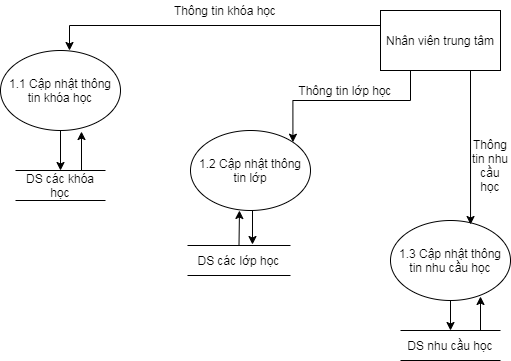 Thông tin khóa học
Nhân viên trung tâm
1.1 Cập nhật thông
tin khóa học
Thông tin lớp học
Thông
tin nhu
cầu
học
1.2 Cập nhật thông
tin lớp
DS các khóa
học
1.3 Cập nhật thông
tin nhu cầu học
DS các lớp học
DS nhu cầu học